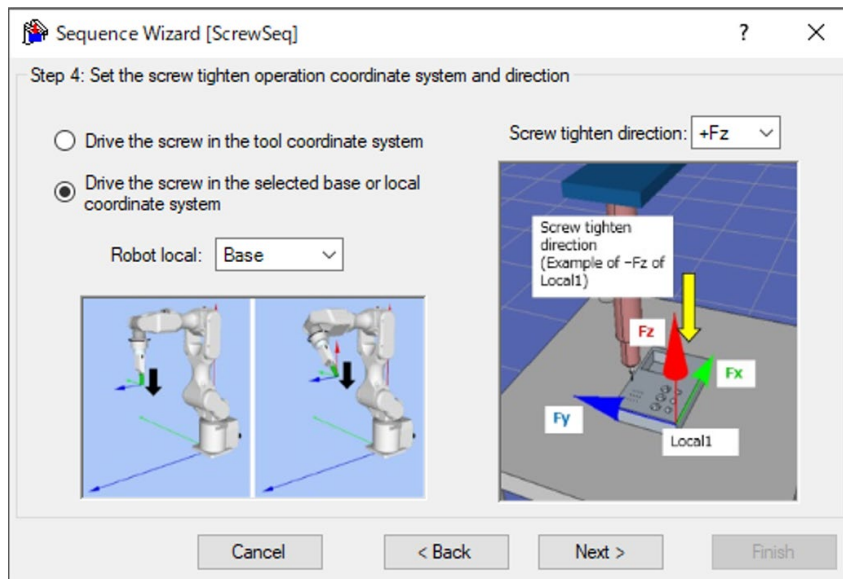 Sequence Wizard [ScrewSeq]
?
Step 4: Set the screw tighten operation coordinate system and direction
Drive the screw in the tool coordinate system
Drive the screw in the selected base or local
coordinate system
Robot local: Base
Screw tighten direction: +Fz
Screw tighten
direction
(Example of -Fz of
Local1)
Fz
Fx
Fy
Local1
Cancel
< Back
Next >
Finish